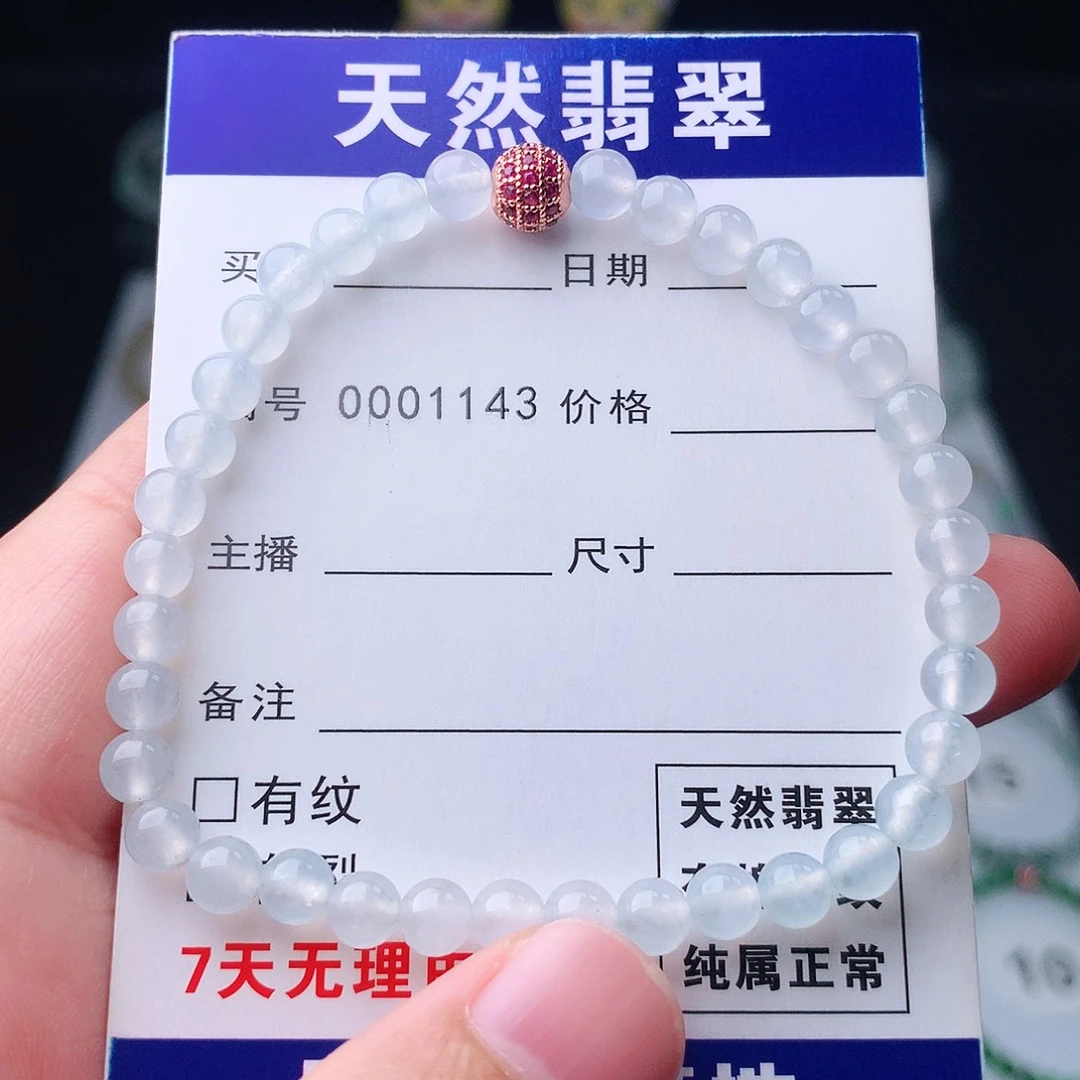 天然翡翠
买 日期
号 0001143 价格
主播 尺寸
备注
□有纹
天然翡翠
7天无理
纯属正常